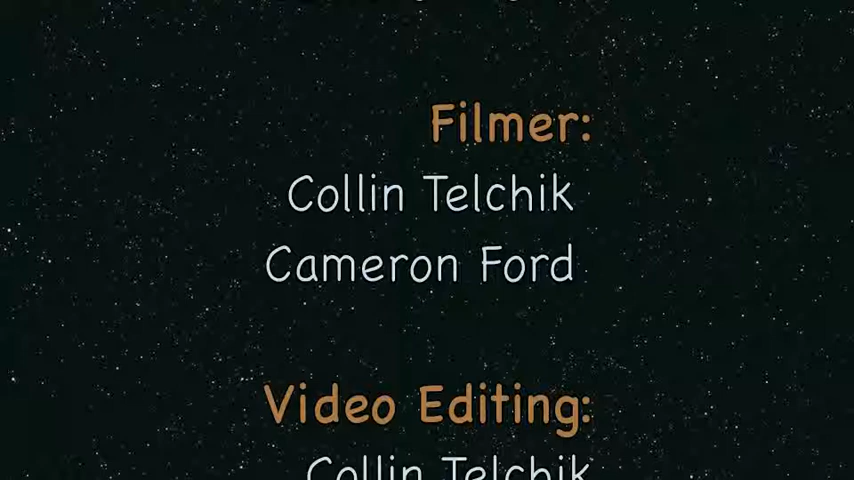 Filmer:
Collin Telchik
Cameron Ford
Video Editing:
Collin Telchik